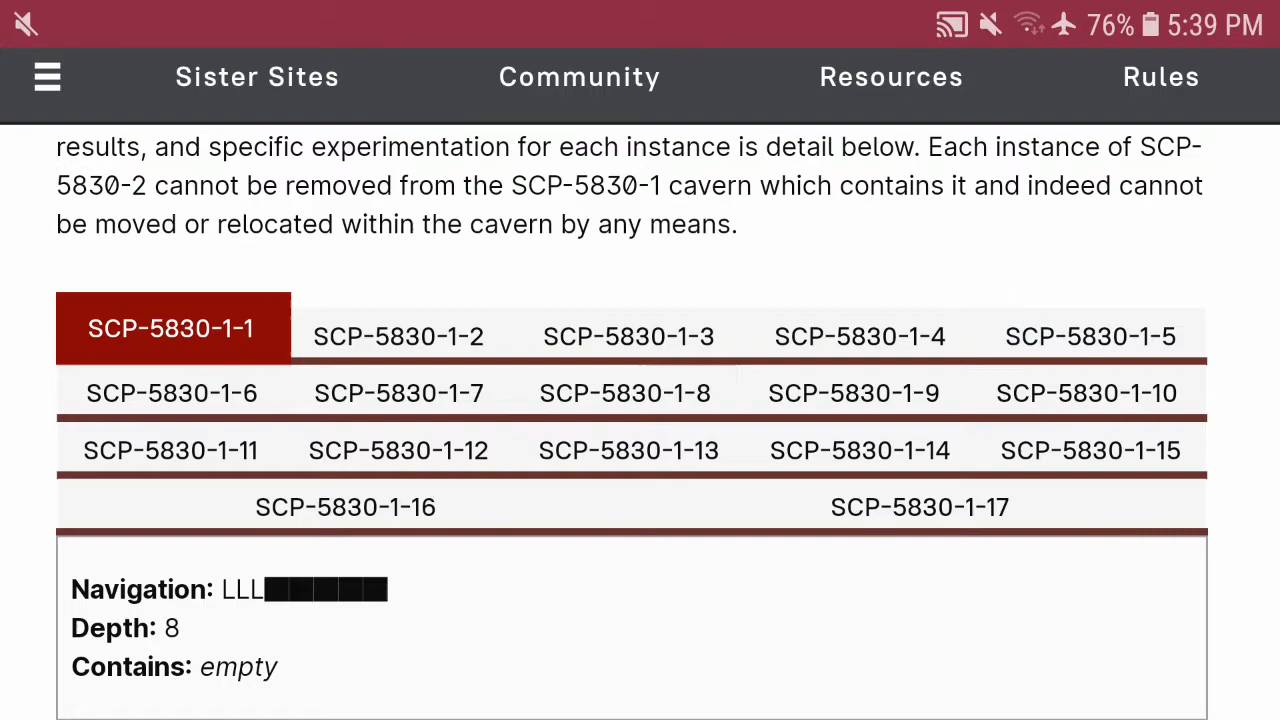 76% 5:39 PM
Sister Sites Community Resources Rules
results, and specific experimentation for each instance is detail below. Each instance of SCP-
5830-2 cannot be removed from the SCP-5830-1 cavern which contains it and indeed cannot
be moved or relocated within the cavern by any means.
SCP-5830-1-1 SCP-5830-1-2 SCP-5830-1-3 SCP-5830-1-4 SCP-5830-1-5
SCP-5830-1-6 SCP-5830-1-7 SCP-5830-1-8 SCP-5830-1-9 SCP-5830-1-10
SCP-5830-1-11 SCP-5830-1-12 SCP-5830-1-13 SCP-5830-1-14 SCP-5830-1-15
SCP-5830-1-16 SCP-5830-1-17
Navigation: LLL█████
Depth: 8
Contains: empty